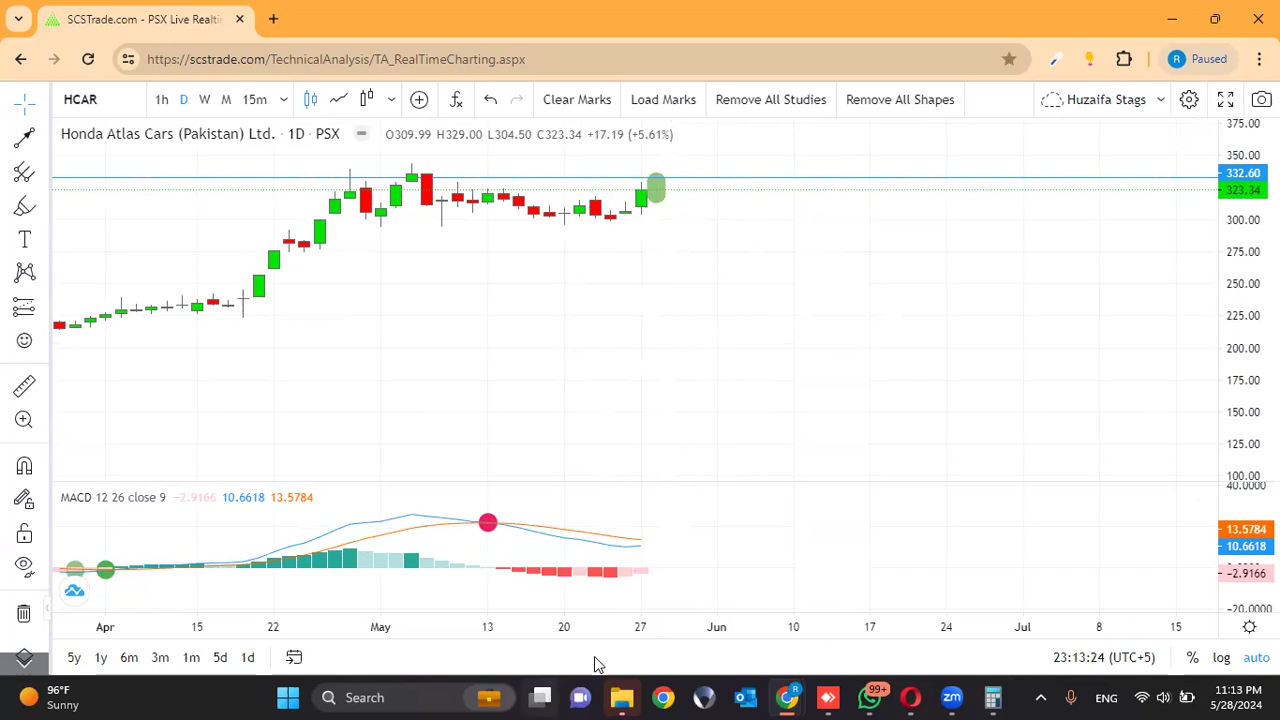 SCSTrade.com - PSX Live Realti
https://scstrade.com/TechnicalAnalysis/TA_RealTimeCharting.aspx
R Paused
HCAR 1h D W M 15m Clear Marks Load Marks Remove All Studies Remove All Shapes Huzaifa Stags
Honda Atlas Cars (Pakistan) Ltd. · 1D · PSX O309.99 H329.00 L304.50 C323.34 +17.19 (+5.61%)
375.00
350.00
332.60
323.34
300.00
275.00
250.00
225.00
200.00
175.00
150.00
125.00
100.00
40.0000
MACD 12 26 close 9 −2.9166 10.6618 13.5784
13.5784
10.6618
−2.9166
−20.0000
Apr 15 22 May 13 20 27 Jun 10 17 24 Jul 8 15
5y 1y 6m 3m 1m 5d 1d 23:13:24 (UTC+5) % log auto
96°F
Sunny
Search
R
99+
zm
ENG
11:13 PM
5/28/2024